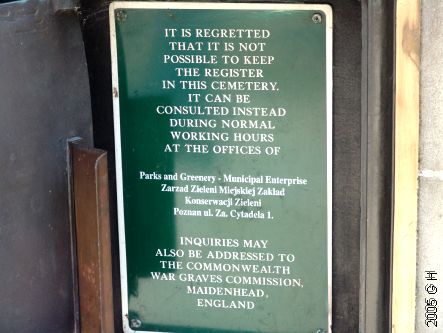 IT IS REGRETTED
THAT IT IS NOT
POSSIBLE TO KEEP
THE REGISTER
IN THIS CEMETERY.
IT CAN BE
CONSULTED INSTEAD
DURING NORMAL
WORKING HOURS
AT THE OFFICES OF
Parks and Greenery - Municipal Enterprise
Zarzad Zieleni Miejskiej Zakład
Konserwacji Zieleni
Poznan ul. Za. Cytadela 1.
INQUIRIES MAY
ALSO BE ADDRESSED TO
THE COMMONWEALTH
WAR GRAVES COMMISSION,
MAIDENHEAD,
ENGLAND
2005 G H